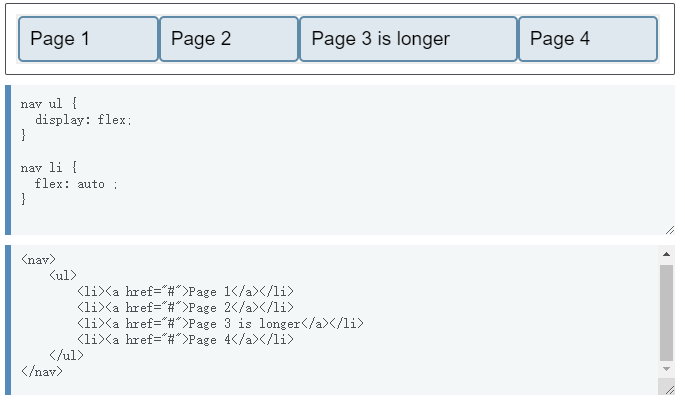 Page 1 Page 2 Page 3 is longer Page 4
nav ul {
  display: flex;
}

nav li {
  flex: auto ;
}

<nav>
    <ul>
        <li><a href="#">Page 1</a></li>
        <li><a href="#">Page 2</a></li>
        <li><a href="#">Page 3 is longer</a></li>
        <li><a href="#">Page 4</a></li>
    </ul>
</nav>